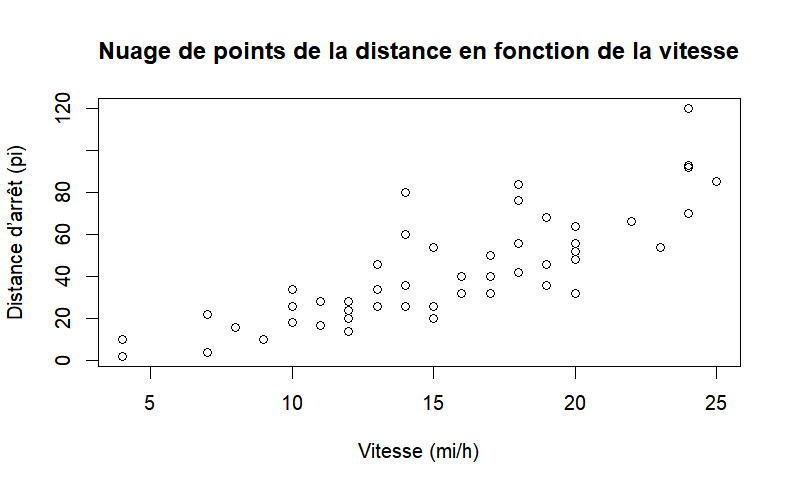 Nuage de points de la distance en fonction de la vitesse
Distance d'arrêt (pi)
120
80
60
40
20
0
5 10 15 20 25
Vitesse (mi/h)